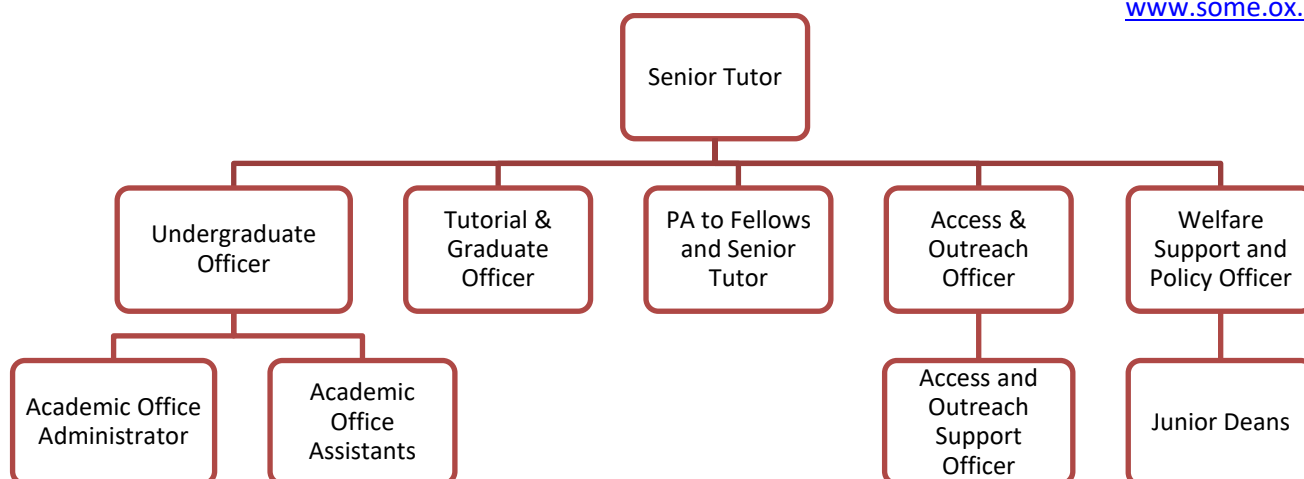 www.some.ox.
Senior Tutor
Undergraduate
Officer
Tutorial &
Graduate
Officer
PA to Fellows
and Senior
Tutor
Access &
Outreach
Officer
Welfare
Support and
Policy Officer
Academic Office
Administrator
Academic
Office
Assistants
Access and
Outreach
Support
Officer
Junior Deans